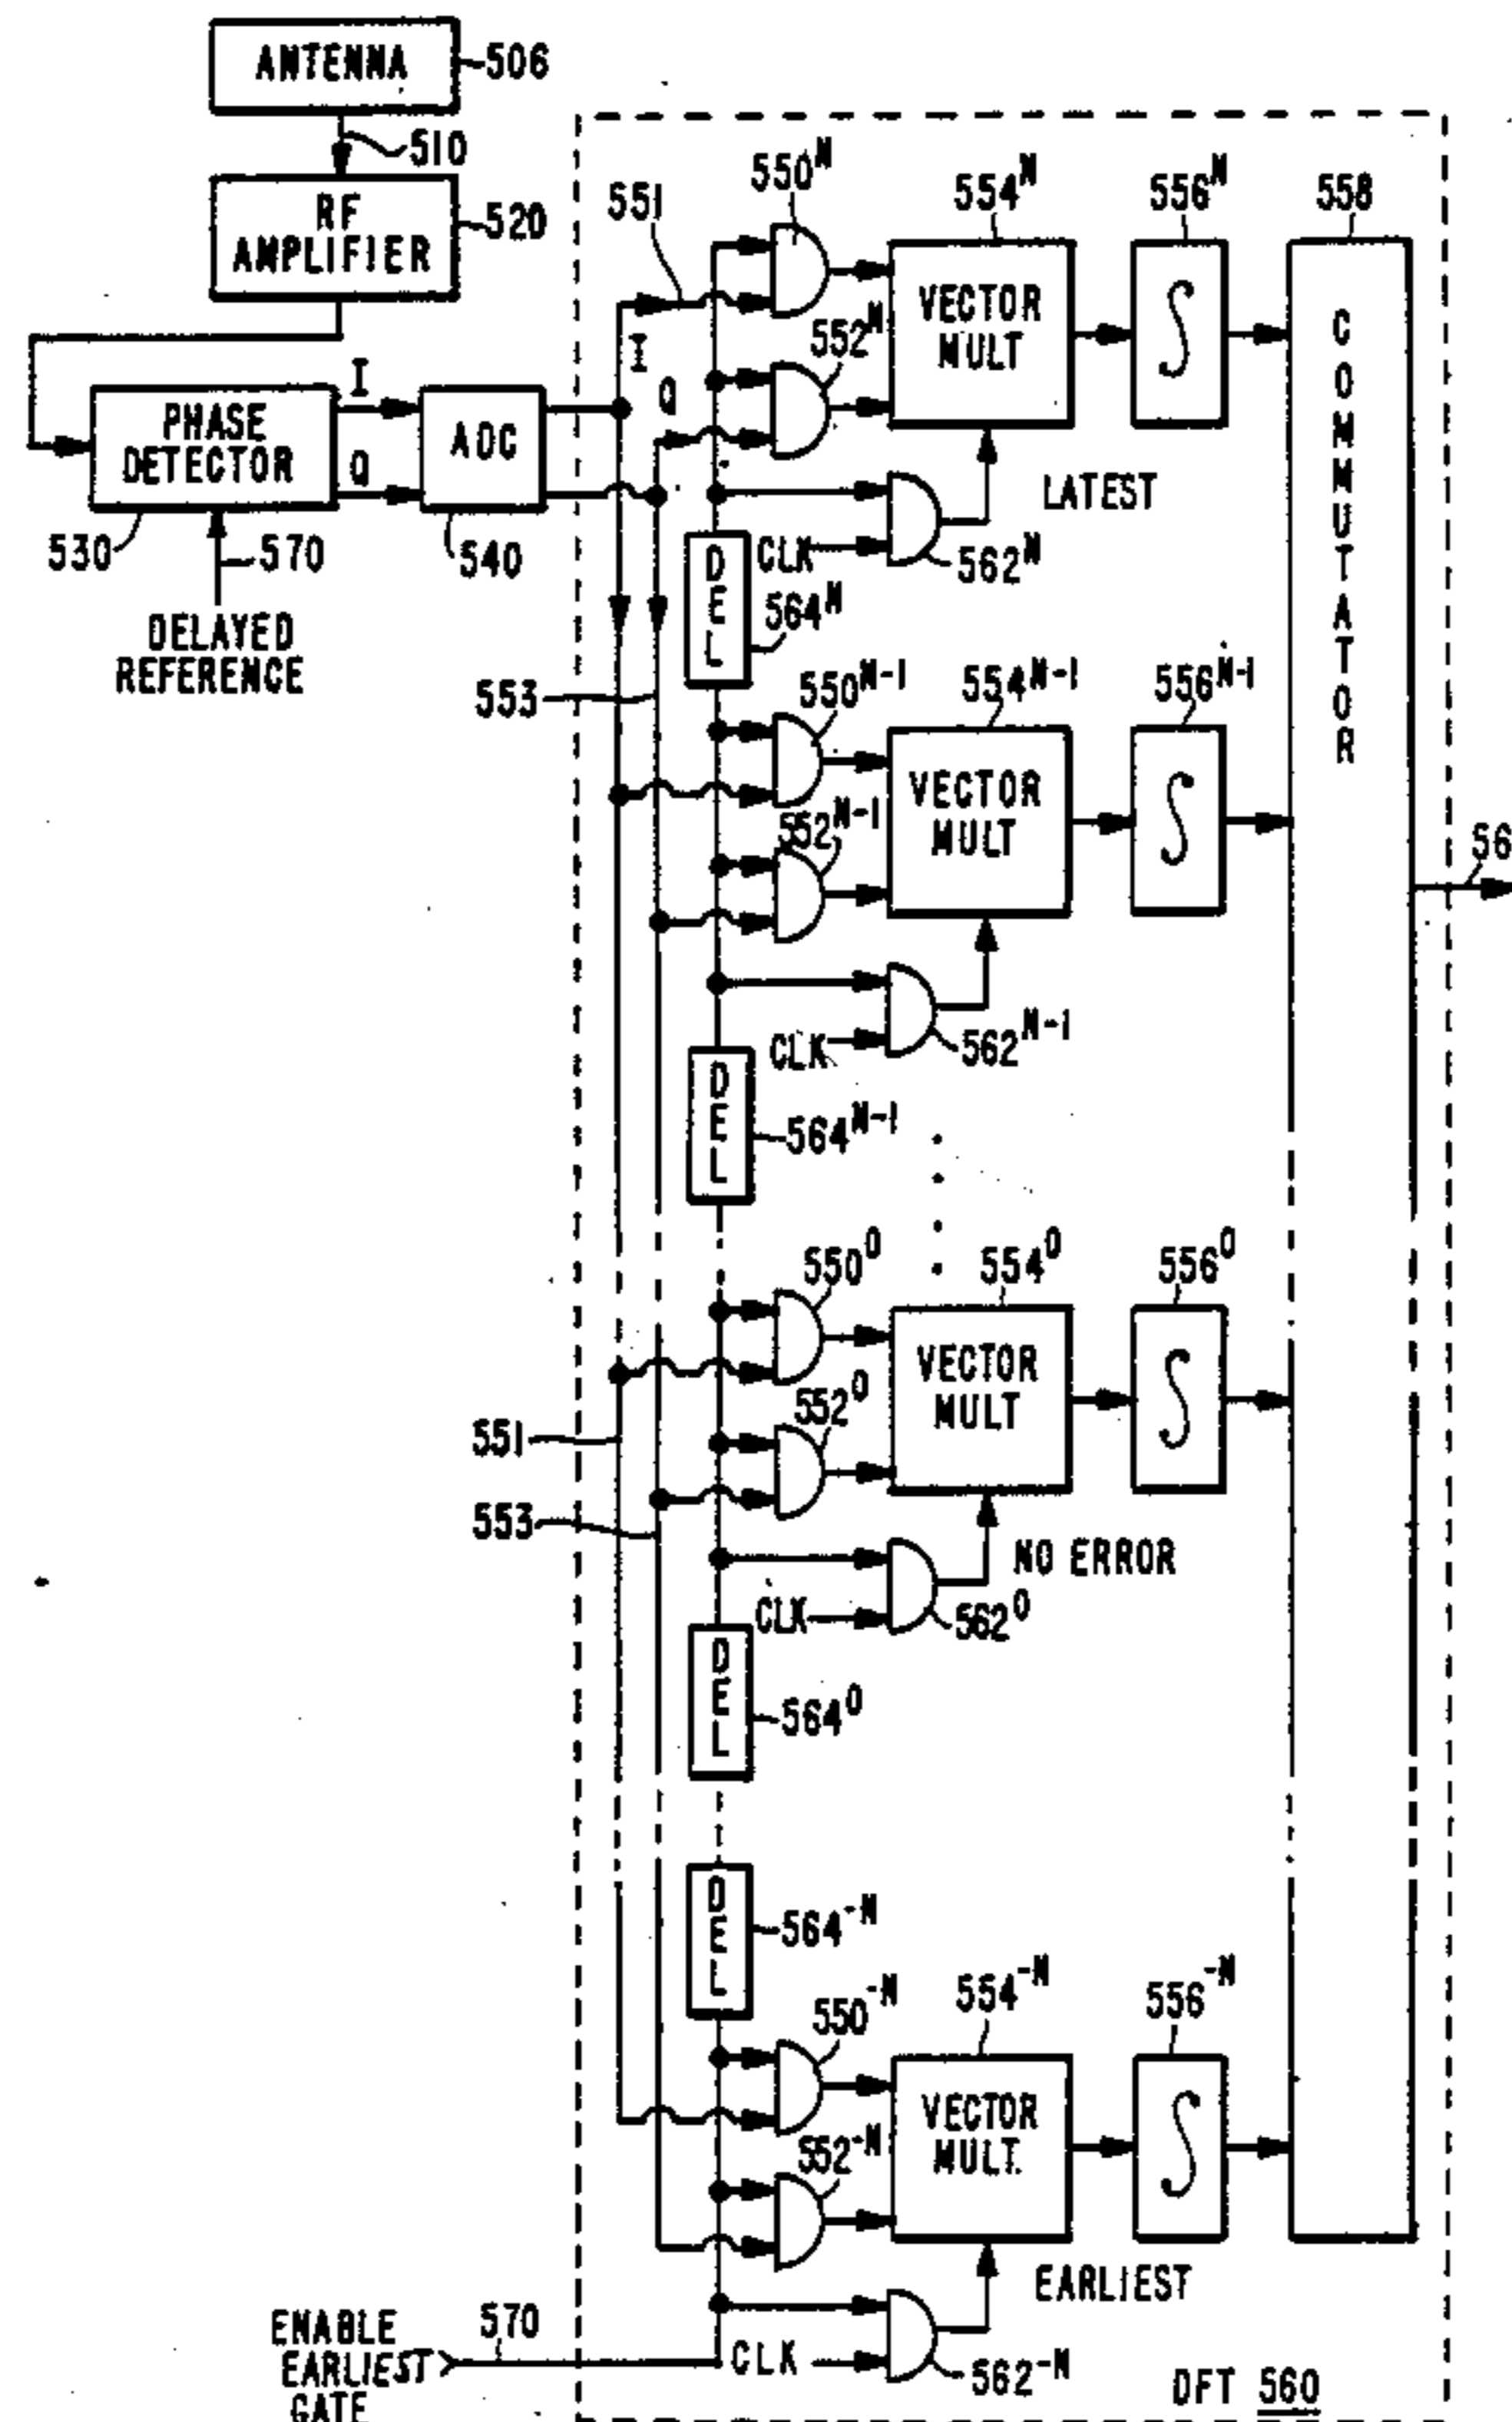 ANTENNA
506
510
RF
AMPLIFIER
520
I
Q
PHASE
DETECTOR
530
570
DELAYED
REFERENCE
ADC
540
551
I
Q
553
550^N
552^N
554^N
VECTOR
MULT
556^N
∫
558
COMMUTATOR
LATEST
CLK
562^N
DEL
564^N
550^N-1
552^N-1
554^N-1
VECTOR
MULT
556^N-1
∫
56
CLK
562^N-1
DEL
564^N-1
550^0
552^0
554^0
VECTOR
MULT
556^0
∫
551
553
NO ERROR
CLK
562^0
DEL
564^0
DEL
564^-N
550^-N
552^-N
554^-N
VECTOR
MULT.
556^-N
∫
EARLIEST
ENABLE
EARLIEST
GATE
570
CLK
562^-N
DFT 560